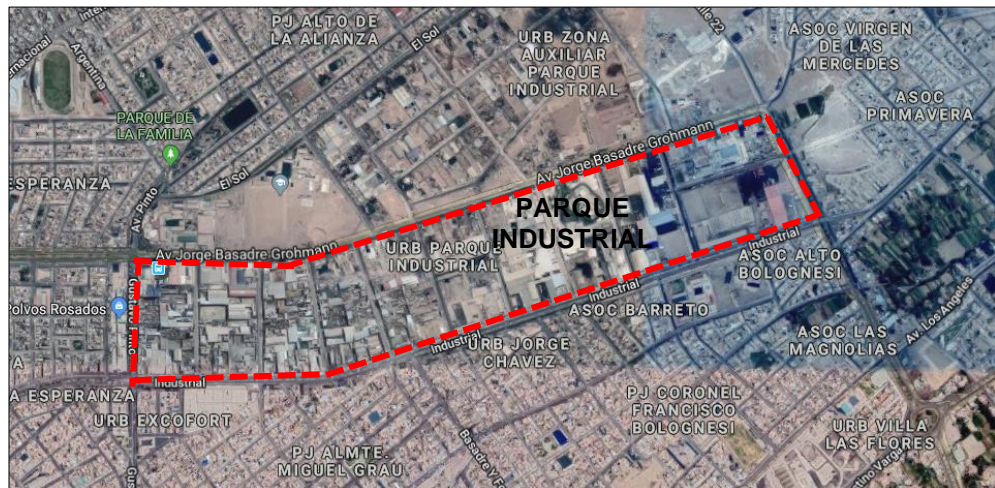 PJ ALTO DE
LA ALIANZA
El Sol
Argentina
URB ZONA
AUXILIAR
PARQUE
INDUSTRIAL
ASOC VIRGEN
DE LAS
MERCEDES
ASOC
PRIMAVERA
PARQUE DE
LA FAMILIA
ESPERANZA
El Sol
Av. Pinto
Av Jorge Basadre Grohmann
PARQUE
INDUSTRIAL
Av Jorge Basadre Grohmann
URB PARQUE
INDUSTRIAL
Industrial
ASOC ALTO
BOLOGNESI
Industrial
ASOC BARRETO
Polvos Rosados
Gustavo Pinto
Industrial
URB JORGE
CHAVEZ
ASOC LAS
MAGNOLIAS
Av. Los Angeles
A
A ESPERANZA
Industrial
URB EXCOFORT
PJ CORONEL
FRANCISCO
BOLOGNESI
URB VILLA
LAS FLORES
PJ ALMTE.
MIGUEL GRAU